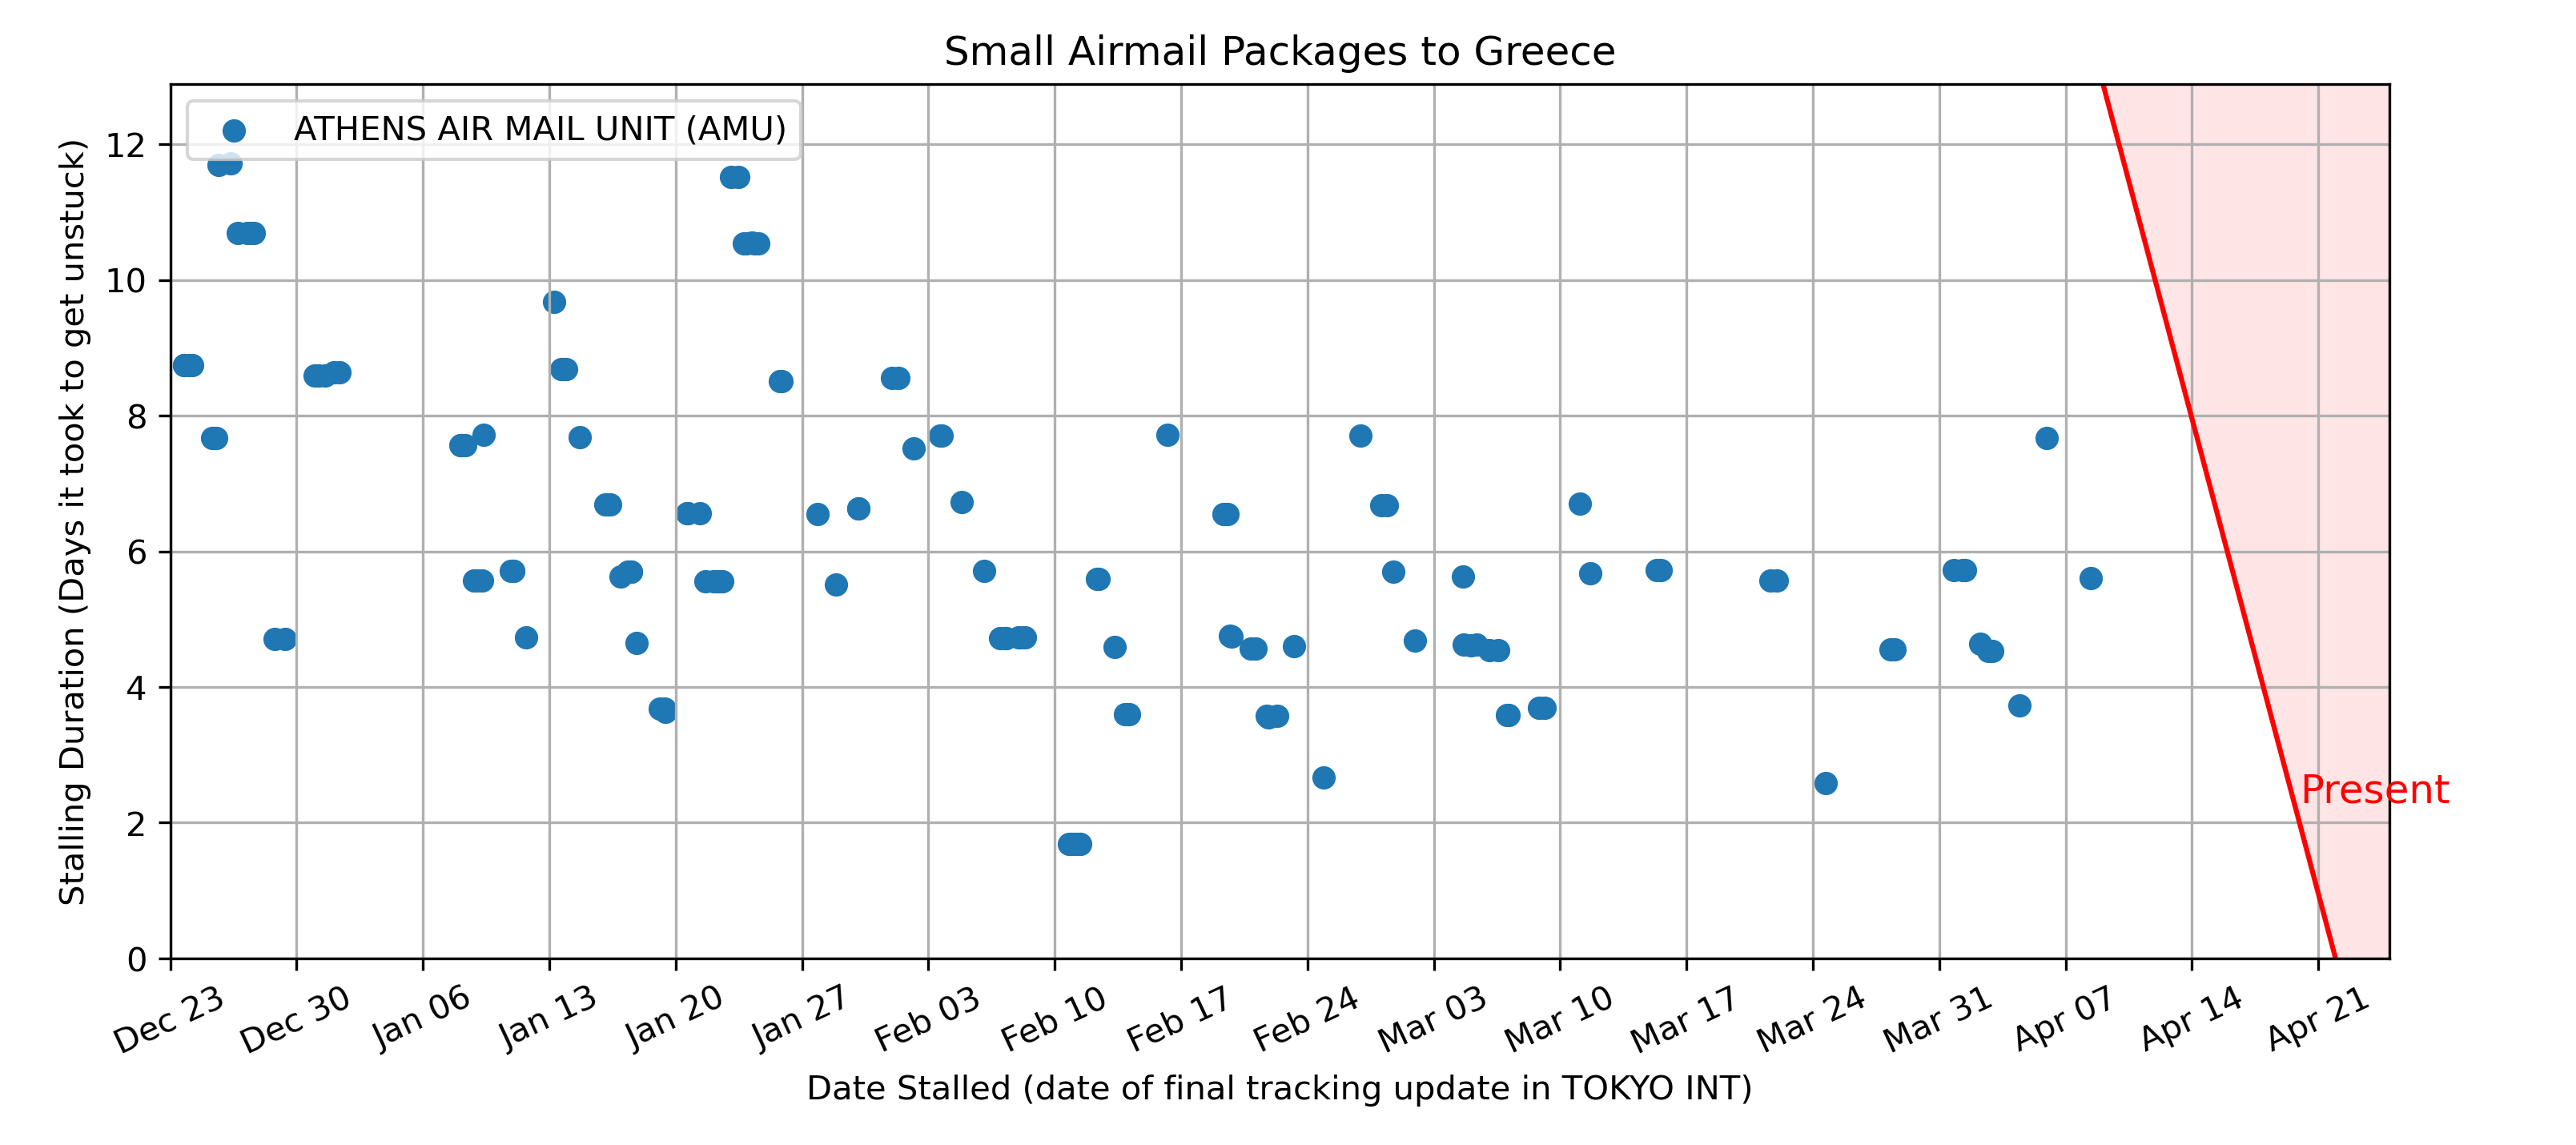 Small Airmail Packages to Greece
ATHENS AIR MAIL UNIT (AMU)
Stalling Duration (Days it took to get unstuck)
12
10
8
6
4
2
0
Present
Dec 23
Dec 30
Jan 06
Jan 13
Jan 20
Jan 27
Feb 03
Feb 10
Feb 17
Feb 24
Mar 03
Mar 10
Mar 17
Mar 24
Mar 31
Apr 07
Apr 14
Apr 21
Date Stalled (date of final tracking update in TOKYO INT)